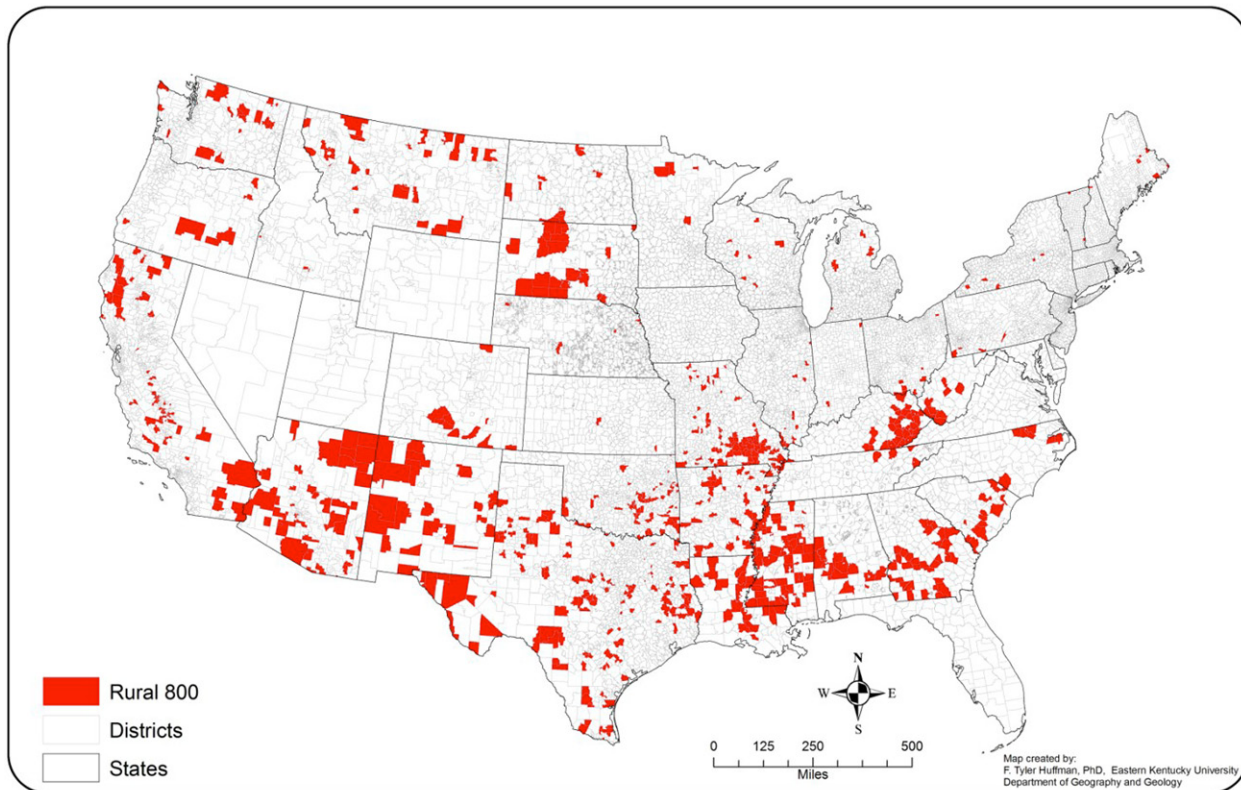 N
W
E
S
Rural 800
Districts
States
0 125 250 500
Miles
Map created by:
F. Tyler Huffman, PhD, Eastern Kentucky University
Department of Geography and Geology